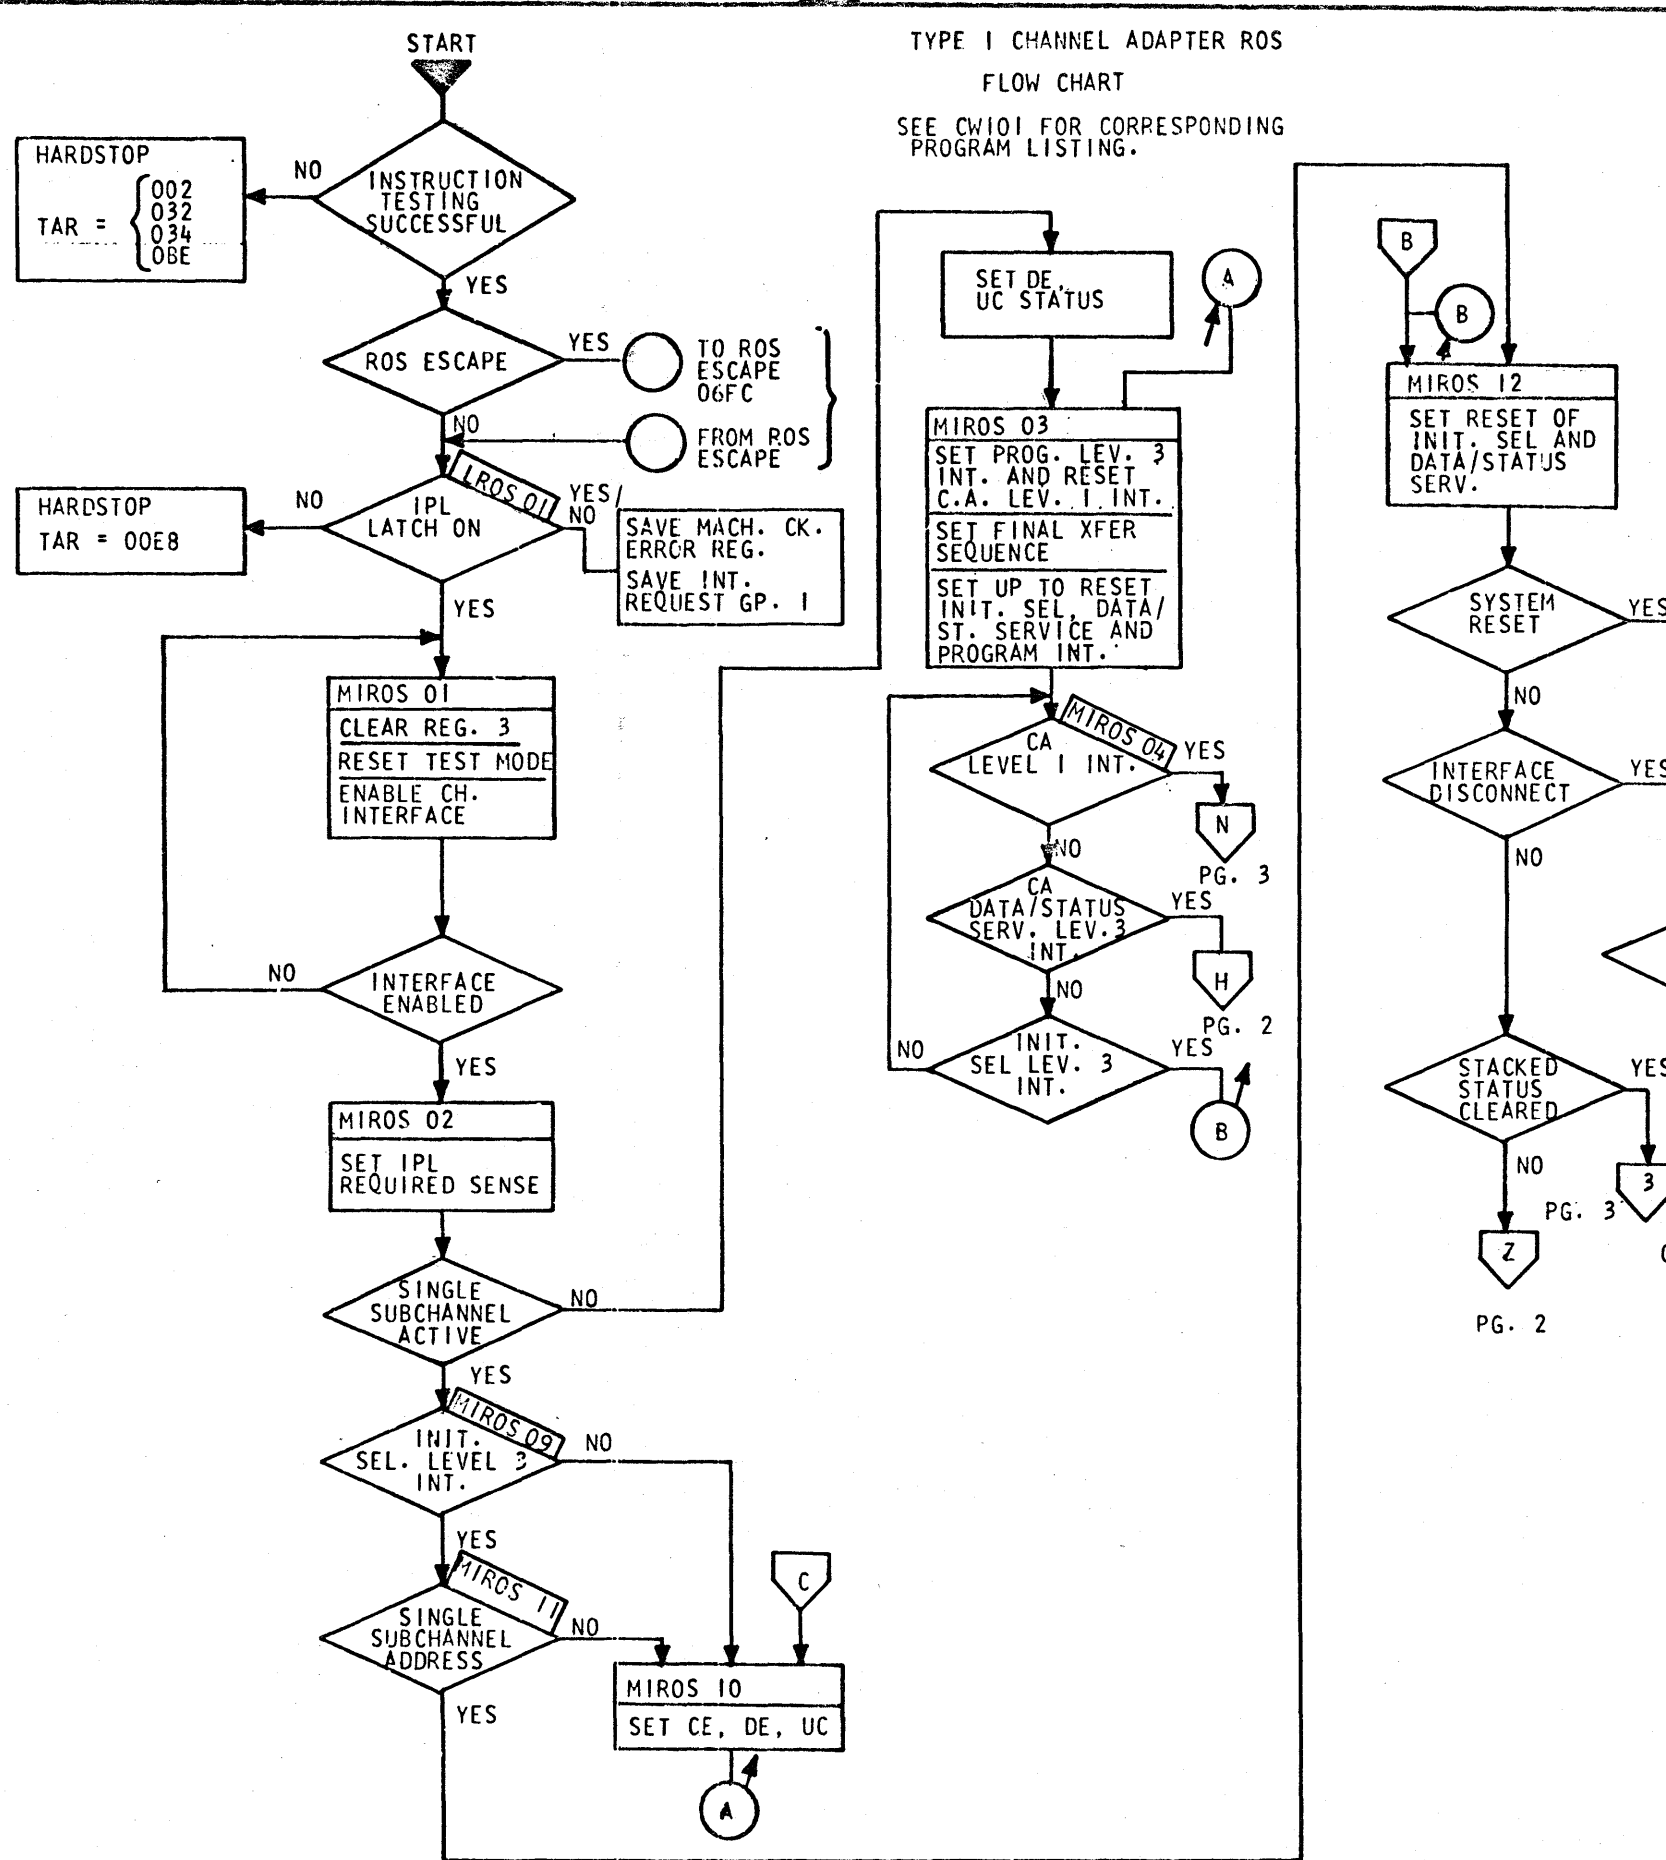 START
TYPE 1 CHANNEL ADAPTER ROS
FLOW CHART
SEE CW101 FOR CORRESPONDING
PROGRAM LISTING.
HARDSTOP
TAR = {
002
032
034
0BE
NO
INSTRUCTION
TESTING
SUCCESSFUL
YES
ROS ESCAPE
YES
TO ROS
ESCAPE
06FC
NO
FROM ROS
ESCAPE
LROS 01
HARDSTOP
TAR = 00E8
NO
IPL
LATCH ON
YES/
NO
SAVE MACH. CK.
ERROR REG.
SAVE INT.
REQUEST GP. 1
YES
MIROS 01
CLEAR REG. 3
RESET TEST MODE
ENABLE CH.
INTERFACE
NO
INTERFACE
ENABLED
YES
MIROS 02
SET IPL
REQUIRED SENSE
SINGLE
SUBCHANNEL
ACTIVE
NO
YES
MIROS 09
INIT.
SEL. LEVEL 3
INT.
NO
YES
MIROS 11
SINGLE
SUBCHANNEL
ADDRESS
NO
YES
C
MIROS 10
SET CE, DE, UC
A
SET DE,
UC STATUS
A
MIROS 03
SET PROG. LEV. 3
INT. AND RESET
C.A. LEV. 1 INT.
SET FINAL XFER
SEQUENCE
SET UP TO RESET
INIT. SEL, DATA/
ST. SERVICE AND
PROGRAM INT.
MIROS 04
CA
LEVEL 1 INT.
YES
N
PG. 3
NO
CA
DATA/STATUS
SERV. LEV.3
INT.
YES
H
PG. 2
NO
INIT.
SEL LEV. 3
INT.
NO
YES
B
B
B
MIROS 12
SET RESET OF
INIT. SEL AND
DATA/STATUS
SERV.
SYSTEM
RESET
YES
NO
INTERFACE
DISCONNECT
YES
NO
STACKED
STATUS
CLEARED
YES
NO
PG. 3
3
Z
PG. 2